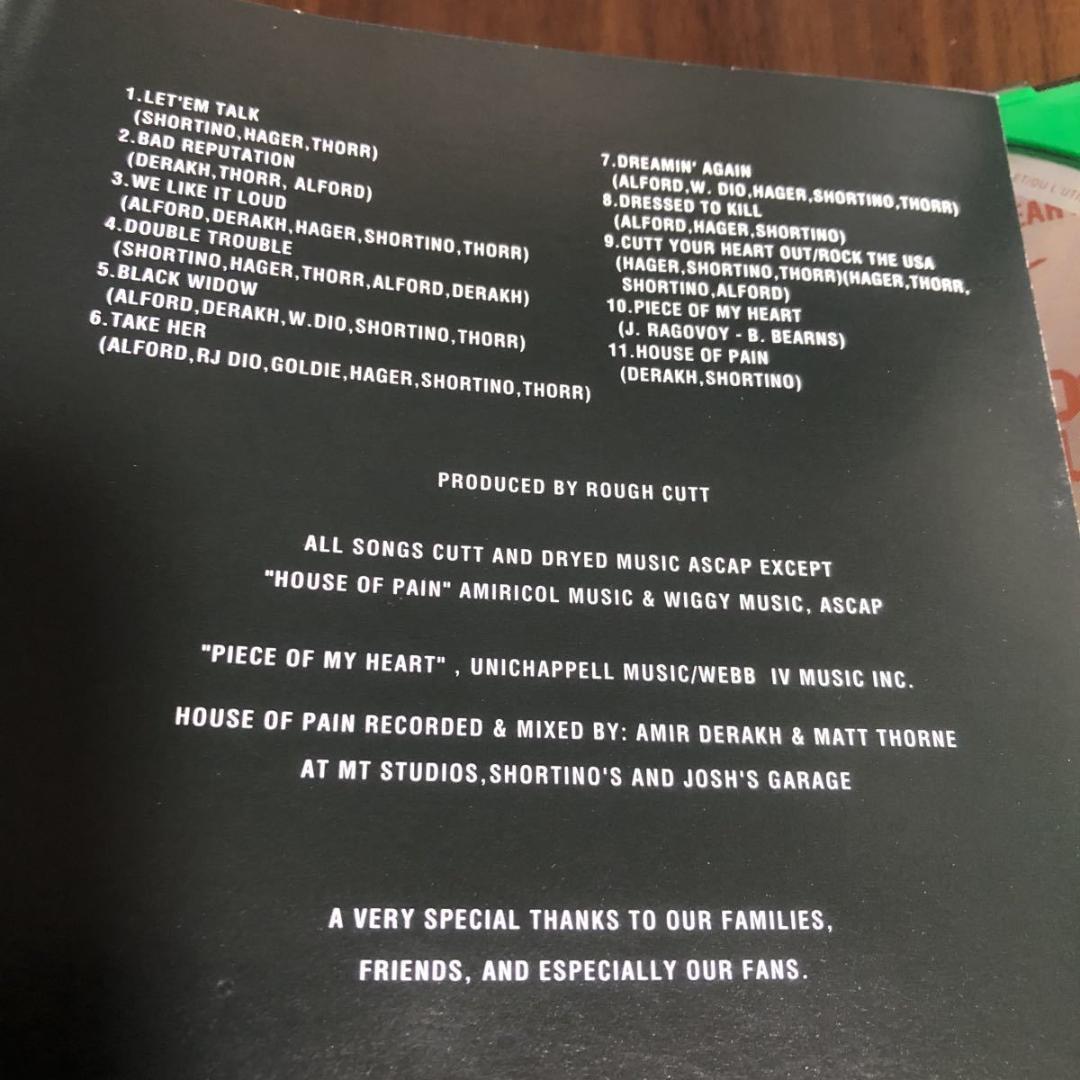 1.LET'EM TALK
(SHORTINO,HAGER,THORR)
2.BAD REPUTATION
(DERAKH,THORR, ALFORD)
3.WE LIKE IT LOUD
(ALFORD,DERAKH,HAGER,SHORTINO,THORR)
4.DOUBLE TROUBLE
(SHORTINO,HAGER,THORR,ALFORD,DERAKH)
5.BLACK WIDOW
(ALFORD,DERAKH,W.DIO,SHORTINO,THORR)
6.TAKE HER
(ALFORD,RJ DIO,GOLDIE,HAGER,SHORTINO,THORR)
7.DREAMIN' AGAIN
(ALFORD,W. DIO,HAGER,SHORTINO,THORR)
8.DRESSED TO KILL
(ALFORD,HAGER,SHORTINO)
9.CUTT YOUR HEART OUT/ROCK THE USA
(HAGER,SHORTINO,THORR)(HAGER,THORR,
SHORTINO,ALFORD)
10.PIECE OF MY HEART
(J. RAGOVOY - B. BEARNS)
11.HOUSE OF PAIN
(DERAKH,SHORTINO)
PRODUCED BY ROUGH CUTT
ALL SONGS CUTT AND DRYED MUSIC ASCAP EXCEPT
"HOUSE OF PAIN" AMIRICOL MUSIC & WIGGY MUSIC, ASCAP
"PIECE OF MY HEART" , UNICHAPPELL MUSIC/WEBB IV MUSIC INC.
HOUSE OF PAIN RECORDED & MIXED BY: AMIR DERAKH & MATT THORNE
AT MT STUDIOS,SHORTINO'S AND JOSH'S GARAGE
A VERY SPECIAL THANKS TO OUR FAMILIES,
FRIENDS, AND ESPECIALLY OUR FANS.